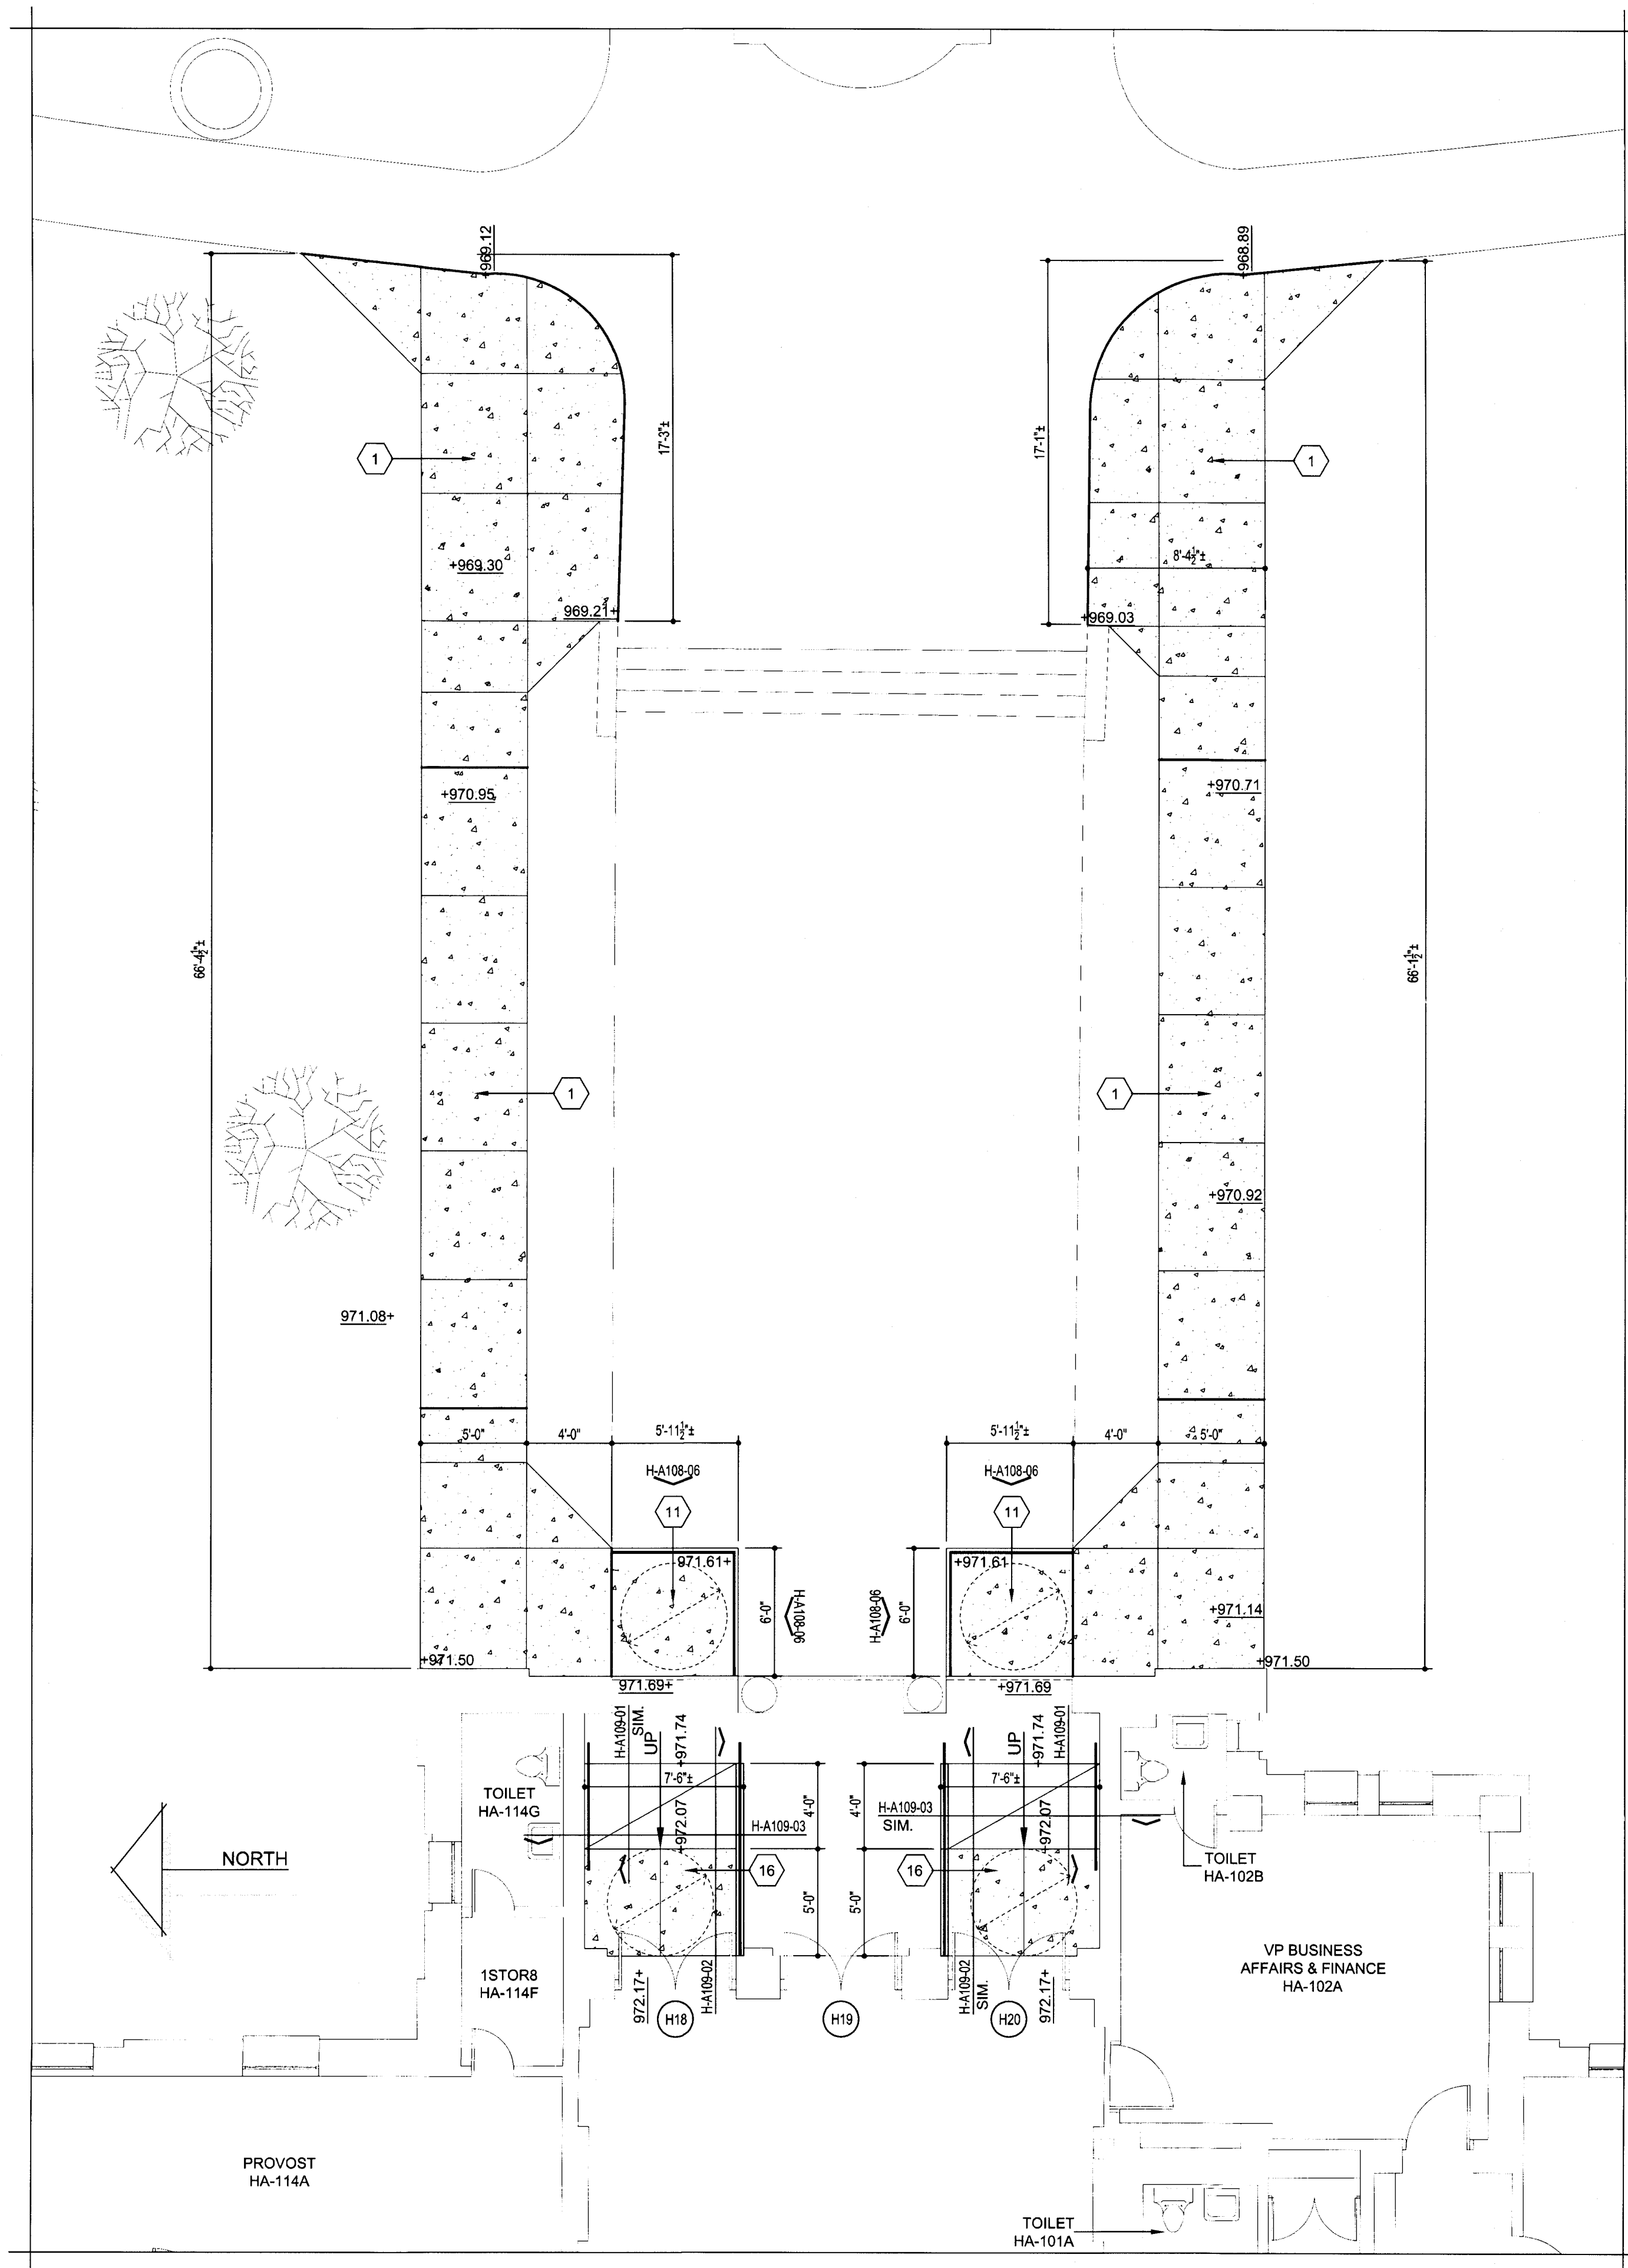 +969.12
+968.89
17'-3"±
17'-1"±
1
1
8'-4½"±
+969.30
969.21+
+969.03
+970.95
+970.71
66'-4½"±
66'-1½"±
1
1
+970.92
971.08+
5'-0"
4'-0"
5'-11½"±
5'-11½"±
4'-0"
5'-0"
H-A108-06
H-A108-06
11
11
971.61+
+971.61
6'-0"
H-A108-06
H-A108-06
6'-0"
+971.14
+971.50
+971.50
971.69+
+971.69
H-A109-01
SIM.
UP
+971.74
UP
+971.74
H-A109-01
7'-6"±
7'-6"±
TOILET
HA-114G
4'-0"
4'-0"
H-A109-03
SIM.
+972.07
H-A109-03
+972.07
NORTH
16
16
TOILET
HA-102B
5'-0"
5'-0"
1STOR8
HA-114F
VP BUSINESS
AFFAIRS & FINANCE
HA-102A
972.17+
H-A109-02
H-A109-02
SIM.
972.17+
H18
H19
H20
PROVOST
HA-114A
TOILET
HA-101A